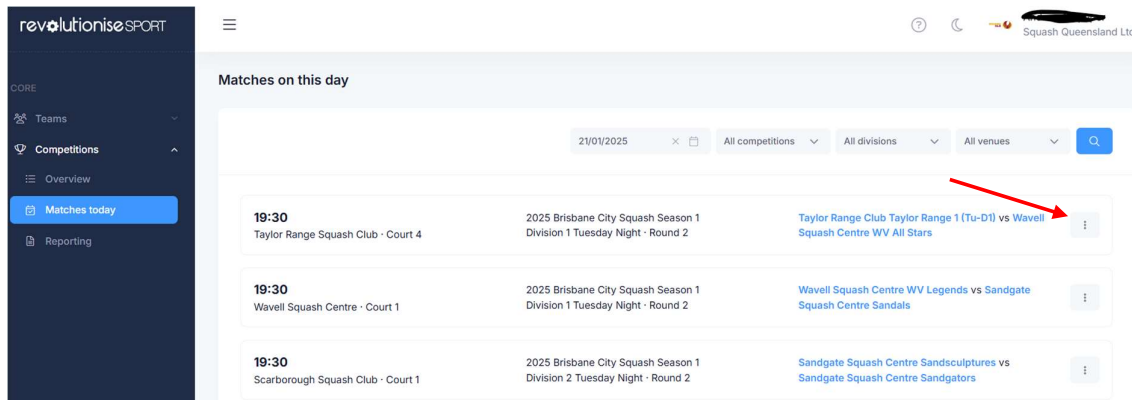 revolutioniseSPORT
Squash Queensland Ltd
CORE
Teams
Competitions
Overview
Matches today
Reporting
Matches on this day
21/01/2025
All competitions
All divisions
All venues
19:30
Taylor Range Squash Club · Court 4
2025 Brisbane City Squash Season 1
Division 1 Tuesday Night · Round 2
Taylor Range Club Taylor Range 1 (Tu-D1) vs Wavell
Squash Centre WV All Stars
19:30
Wavell Squash Centre · Court 1
2025 Brisbane City Squash Season 1
Division 1 Tuesday Night · Round 2
Wavell Squash Centre WV Legends vs Sandgate
Squash Centre Sandals
19:30
Scarborough Squash Club · Court 1
2025 Brisbane City Squash Season 1
Division 2 Tuesday Night · Round 2
Sandgate Squash Centre Sandsculptures vs
Sandgate Squash Centre Sandgators